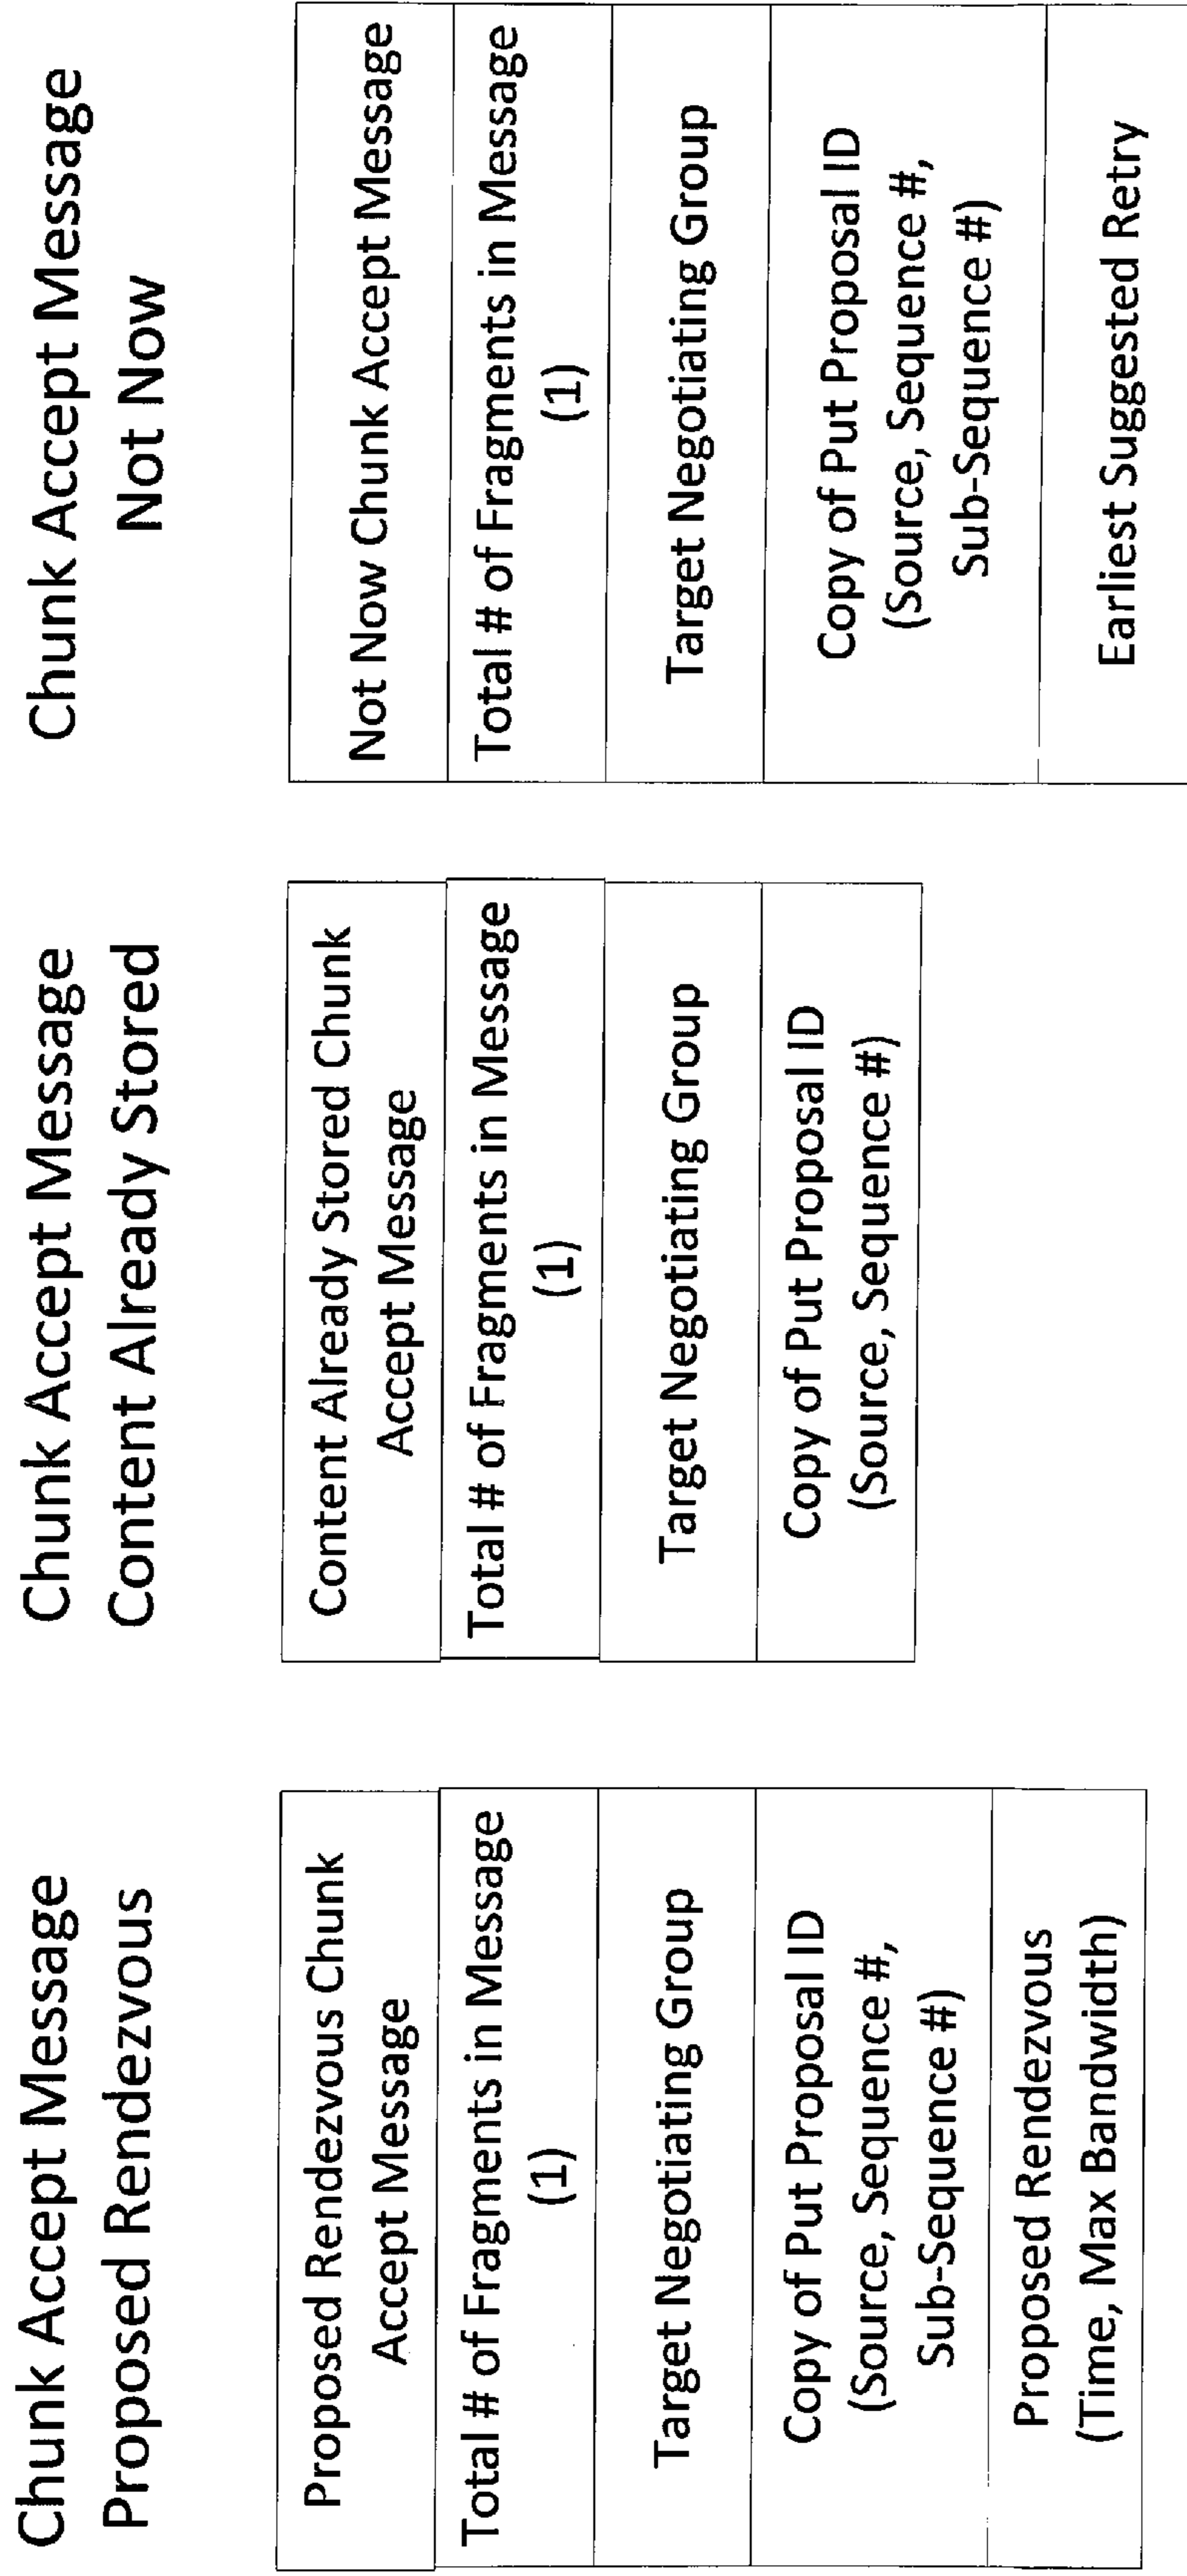 Chunk Accept Message
Proposed Rendezvous
Proposed Rendezvous Chunk
Accept Message
Total # of Fragments in Message
(1)
Target Negotiating Group
Copy of Put Proposal ID
(Source, Sequence #,
Sub-Sequence #)
Proposed Rendezvous
(Time, Max Bandwidth)
Chunk Accept Message
Content Already Stored
Content Already Stored Chunk
Accept Message
Total # of Fragments in Message
(1)
Target Negotiating Group
Copy of Put Proposal ID
(Source, Sequence #)
Chunk Accept Message
Not Now
Not Now Chunk Accept Message
Total # of Fragments in Message
(1)
Target Negotiating Group
Copy of Put Proposal ID
(Source, Sequence #,
Sub-Sequence #)
Earliest Suggested Retry